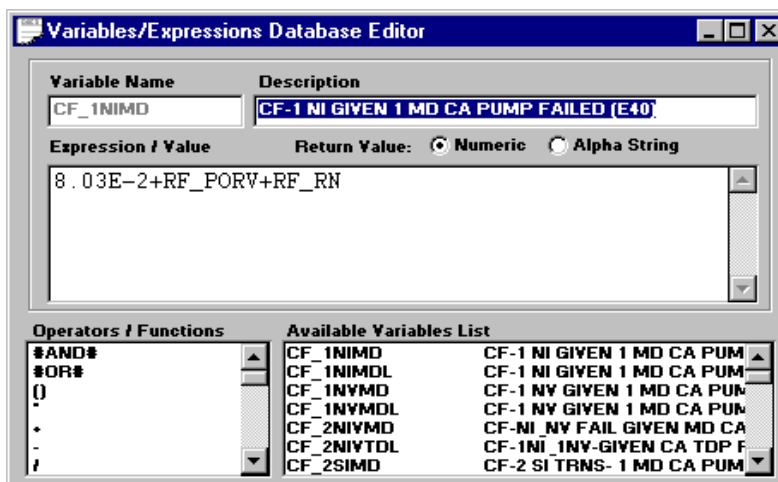 Variables/Expressions Database Editor
Variable Name Description
CF_1NIMD CF-1 NI GIVEN 1 MD CA PUMP FAILED (E40)
Expression / Value Return Value: Numeric Alpha String
8.03E-2+RF_PORV+RF_RN
Operators / Functions Available Variables List
#AND#
#OR#
()
*
+
-
/
CF_1NIMD CF-1 NI GIVEN 1 MD CA PUM
CF_1NIMDL CF-1 NI GIVEN 1 MD CA PUM
CF_1NVMD CF-1 NV GIVEN 1 MD CA PUM
CF_1NVMDL CF-1 NV GIVEN 1 MD CA PUM
CF_2NIVMD CF-NI_NV FAIL GIVEN MD CA
CF_2NIVTDL CF-1NI_1NV-GIVEN CA TDP F
CF_2SIMD CF-2 SI TRNS- 1 MD CA PUM